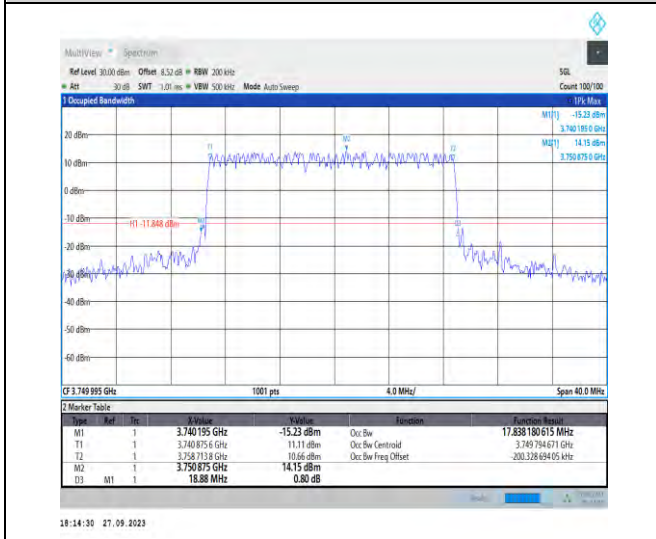 MultiView Spectrum
Ref Level 30.00 dBm Offset 8.52 dB RBW 200 kHz SGL
Att 30 dB SWT 1.01 ms VBW 500 kHz Mode Auto Sweep Count 100/100
1 Occupied Bandwidth 1Pk Max
M1[1] -15.23 dBm
3.740 195 0 GHz
M2[1] 14.15 dBm
3.750 875 0 GHz
20 dBm
M2
T1 T2
10 dBm
0 dBm
-10 dBm
H1 -11.848 dBm
D3
-20 dBm
-30 dBm
-40 dBm
-50 dBm
-60 dBm
CF 3.749 995 GHz 1001 pts 4.0 MHz/ Span 40.0 MHz
2 Marker Table
Type Ref Trc X-Value Y-Value Function Function Result
M1 1 3.740 195 GHz -15.23 dBm Occ Bw 17.838 180 615 MHz
T1 1 3.740 875 6 GHz 11.11 dBm Occ Bw Centroid 3.749 794 671 GHz
T2 1 3.758 713 8 GHz 10.66 dBm Occ Bw Freq Offset -200.328 694 05 kHz
M2 1 3.750 875 GHz 14.15 dBm
D3 M1 1 18.88 MHz 0.80 dB
18:14:30 27.09.2023